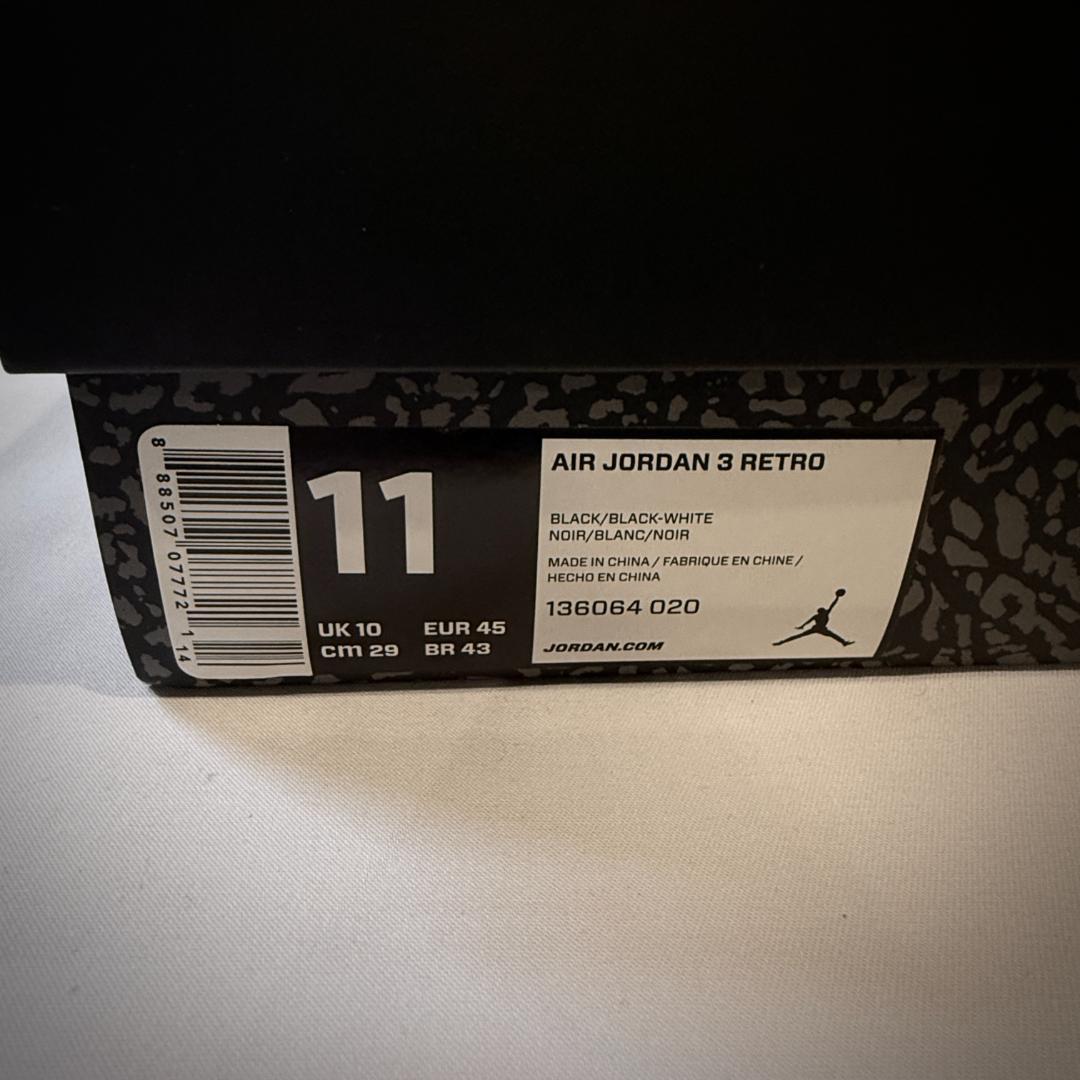 8 88507 07772 1 14
11
UK 10 EUR 45
cm 29 BR 43
AIR JORDAN 3 RETRO
BLACK/BLACK-WHITE
NOIR/BLANC/NOIR
MADE IN CHINA / FABRIQUE EN CHINE /
HECHO EN CHINA
136064 020
JORDAN.COM